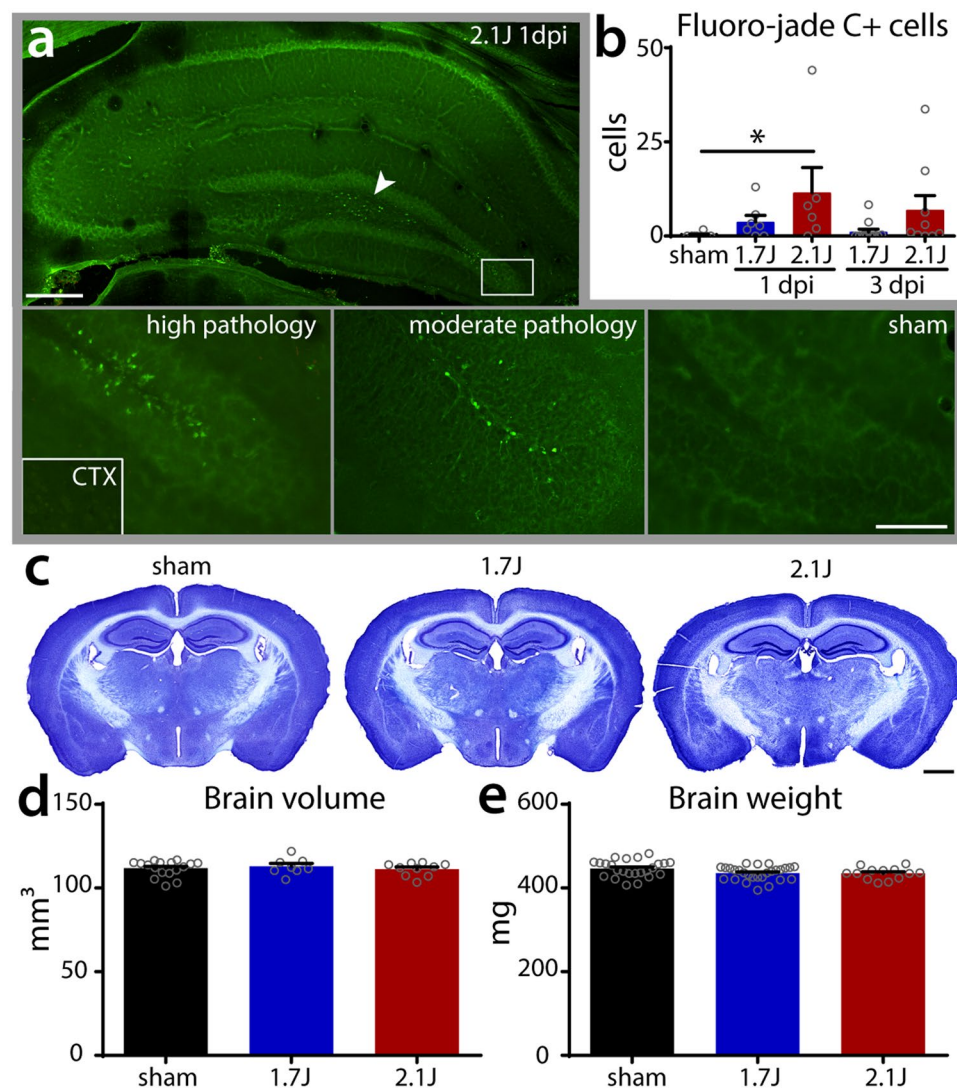 a
2.1J 1dpi
b
Fluoro-jade C+ cells
cells
50
25
0
*
sham 1.7J 2.1J 1.7J 2.1J
1 dpi 3 dpi
high pathology
CTX
moderate pathology
sham
c
sham 1.7J 2.1J
d
Brain volume
mm³
150
100
50
0
sham 1.7J 2.1J
e
Brain weight
mg
600
400
200
0
sham 1.7J 2.1J